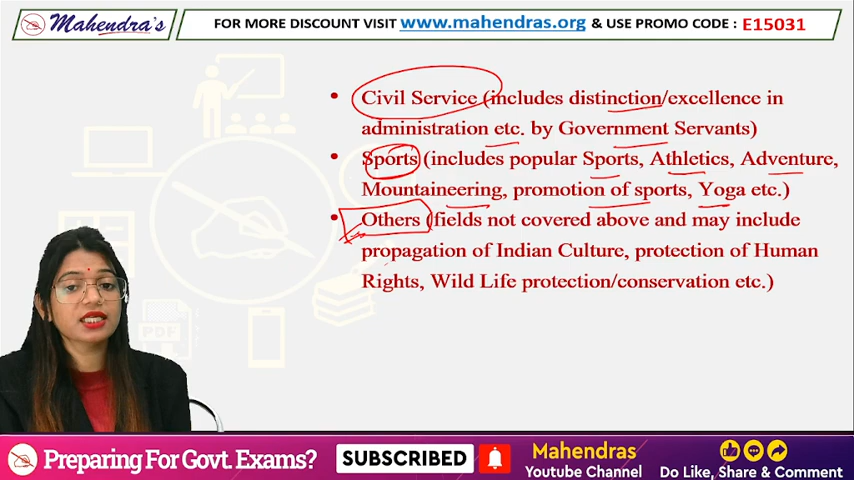 Mahendra's
FOR MORE DISCOUNT VISIT www.mahendras.org & USE PROMO CODE : E15031
• Civil Service (includes distinction/excellence in
administration etc. by Government Servants)
• Sports (includes popular Sports, Athletics, Adventure,
Mountaineering, promotion of sports, Yoga etc.)
• Others (fields not covered above and may include
propagation of Indian Culture, protection of Human
Rights, Wild Life protection/conservation etc.)
PDF
Preparing For Govt. Exams?
SUBSCRIBED
Mahendras
Youtube Channel
Do Like, Share & Comment